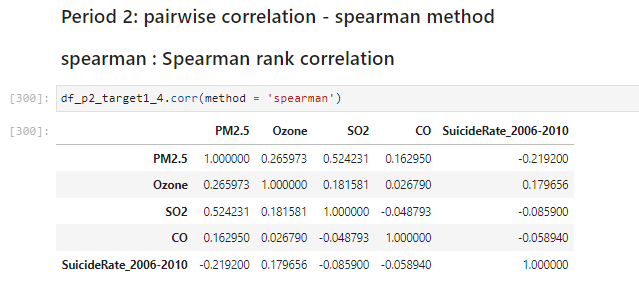 Period 2: pairwise correlation - spearman method
spearman : Spearman rank correlation
[300]: df_p2_target1_4.corr(method = 'spearman')
[300]: PM2.5 Ozone SO2 CO SuicideRate_2006-2010
PM2.5 1.000000 0.265973 0.524231 0.162950 -0.219200
Ozone 0.265973 1.000000 0.181581 0.026790 0.179656
SO2 0.524231 0.181581 1.000000 -0.048793 -0.085900
CO 0.162950 0.026790 -0.048793 1.000000 -0.058940
SuicideRate_2006-2010 -0.219200 0.179656 -0.085900 -0.058940 1.000000